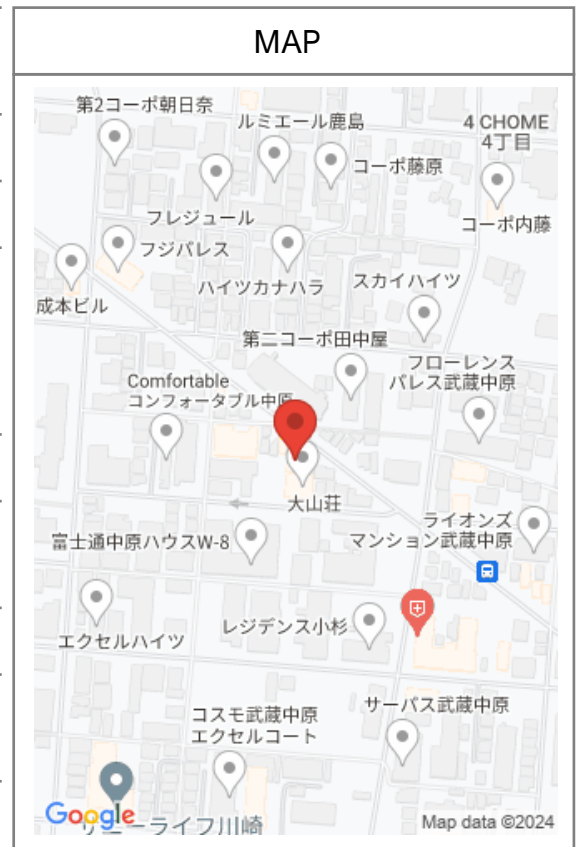 MAP
第2コーポ朝日奈
ルミエール鹿島
4 CHOME
4丁目
コーポ藤原
フレジュール
コーポ内藤
フジパレス
ハイツカナハラ
スカイハイツ
成本ビル
第二コーポ田中屋
フローレンス
パレス武蔵中原
Comfortable
コンフォータブル中原
大山荘
ライオンズ
マンション武蔵中原
富士通中原ハウスW-8
レジデンス小杉
エクセルハイツ
サーパス武蔵中原
コスモ武蔵中原
エクセルコート
Google
ーライフ川崎
Map data ©2024